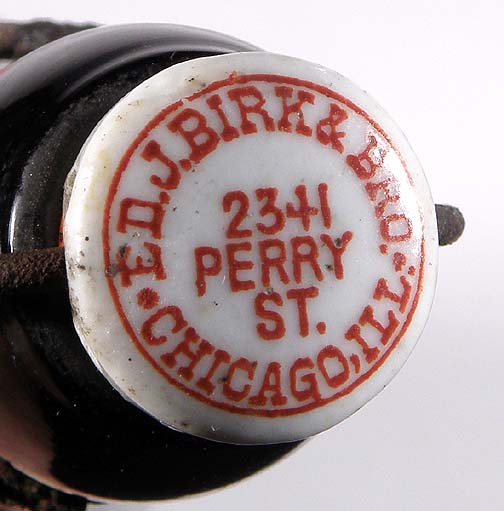 ED. J. BIRK & BRO.
2341
PERRY
ST.
CHICAGO, ILL.